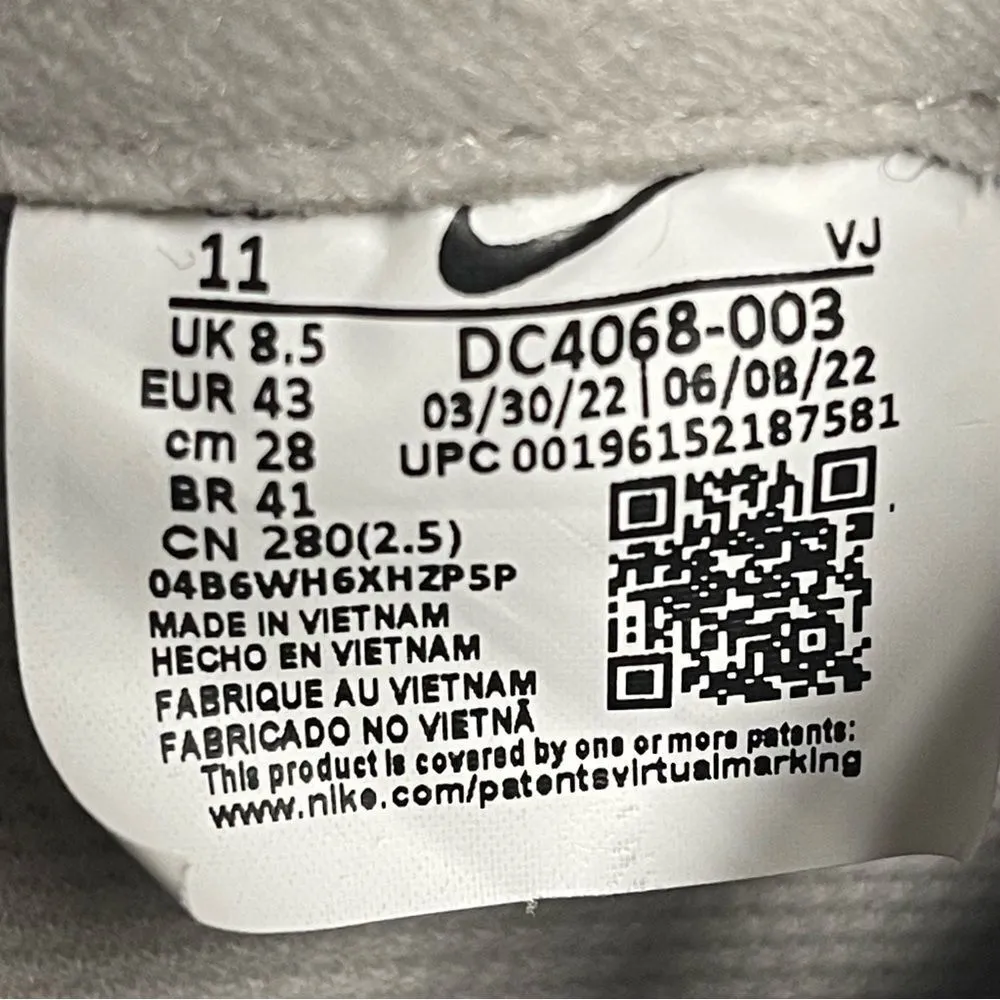 11
VJ
UK 8.5
DC4068-003
EUR 43
03/30/22 | 06/08/22
cm 28
UPC 00196152187581
BR 41
CN 280(2.5)
04B6WH6XHZP5P
MADE IN VIETNAM
HECHO EN VIETNAM
FABRIQUE AU VIETNAM
FABRICADO NO VIETNÃ
This product is covered by one or more patents:
www.nike.com/patentsvirtualmarking